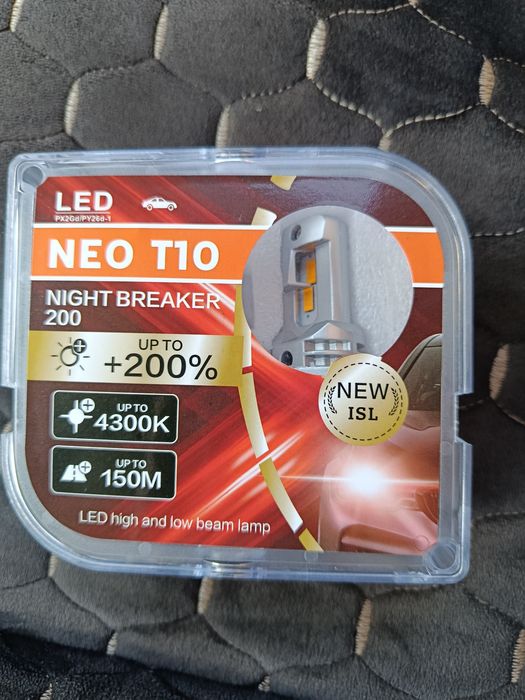 LED
PX2Gd/PY26d-1
NEO T10
NIGHT BREAKER
200
UP TO
+200%
UP TO
4300K
UP TO
150M
NEW
ISL
LED high and low beam lamp